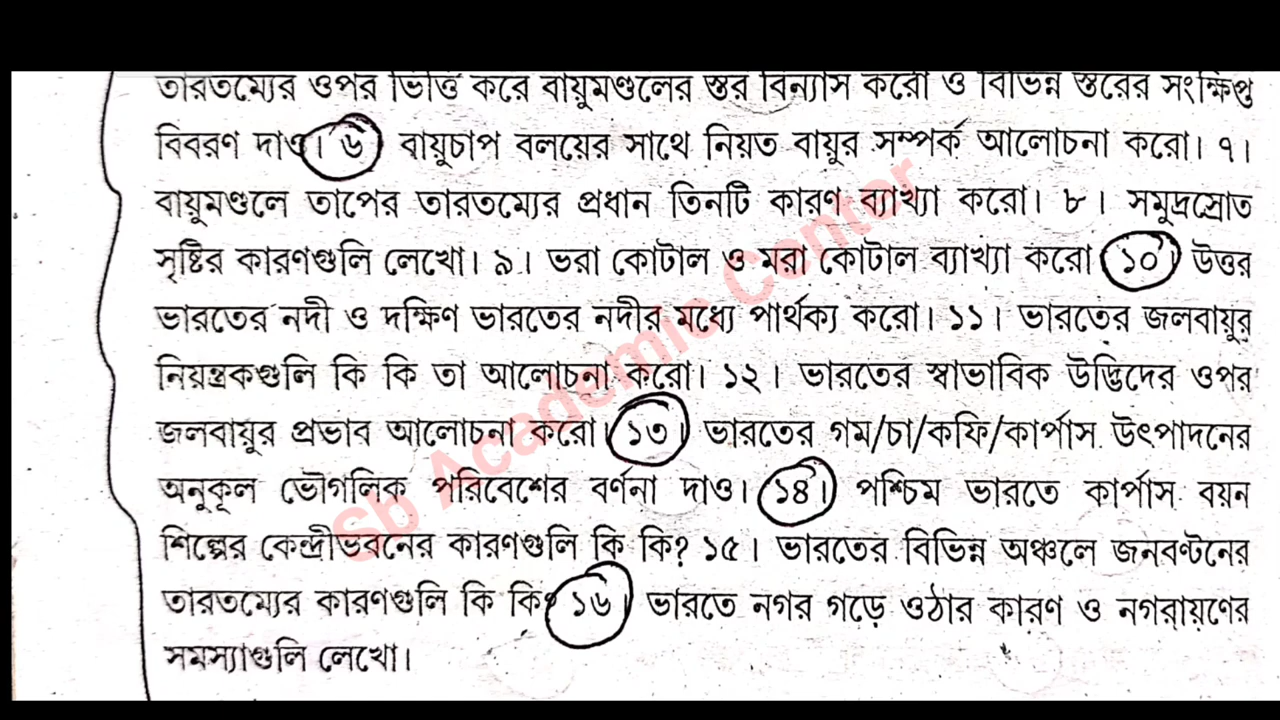 তারতম্যের ওপর ভিত্তি করে বায়ুমণ্ডলের স্তর বিন্যাস করো ও বিভিন্ন স্তরের সংক্ষিপ্ত
বিবরণ দাও। ৬। বায়ুচাপ বলয়ের সাথে নিয়ত বায়ুর সম্পর্ক আলোচনা করো। ৭।
বায়ুমণ্ডলে তাপের তারতম্যের প্রধান তিনটি কারণ ব্যাখ্যা করো। ৮। সমুদ্রস্রোত
সৃষ্টির কারণগুলি লেখো। ৯। ভরা কোটাল ও মরা কোটাল ব্যাখ্যা করো ১০। উত্তর
ভারতের নদী ও দক্ষিণ ভারতের নদীর মধ্যে পার্থক্য করো। ১১। ভারতের জলবায়ুর
নিয়ন্ত্রকগুলি কি কি তা আলোচনা করো। ১২। ভারতের স্বাভাবিক উদ্ভিদের ওপর
জলবায়ুর প্রভাব আলোচনা করো। ১৩। ভারতের গম/চা/কফি/কার্পাস উৎপাদনের
অনুকূল ভৌগলিক পরিবেশের বর্ণনা দাও। ১৪। পশ্চিম ভারতে কার্পাস বয়ন
শিল্পের কেন্দ্রীভবনের কারণগুলি কি কি? ১৫। ভারতের বিভিন্ন অঞ্চলে জনবণ্টনের
তারতম্যের কারণগুলি কি কি? ১৬। ভারতে নগর গড়ে ওঠার কারণ ও নগরায়ণের
সমস্যাগুলি লেখো।
Sb Academic Center